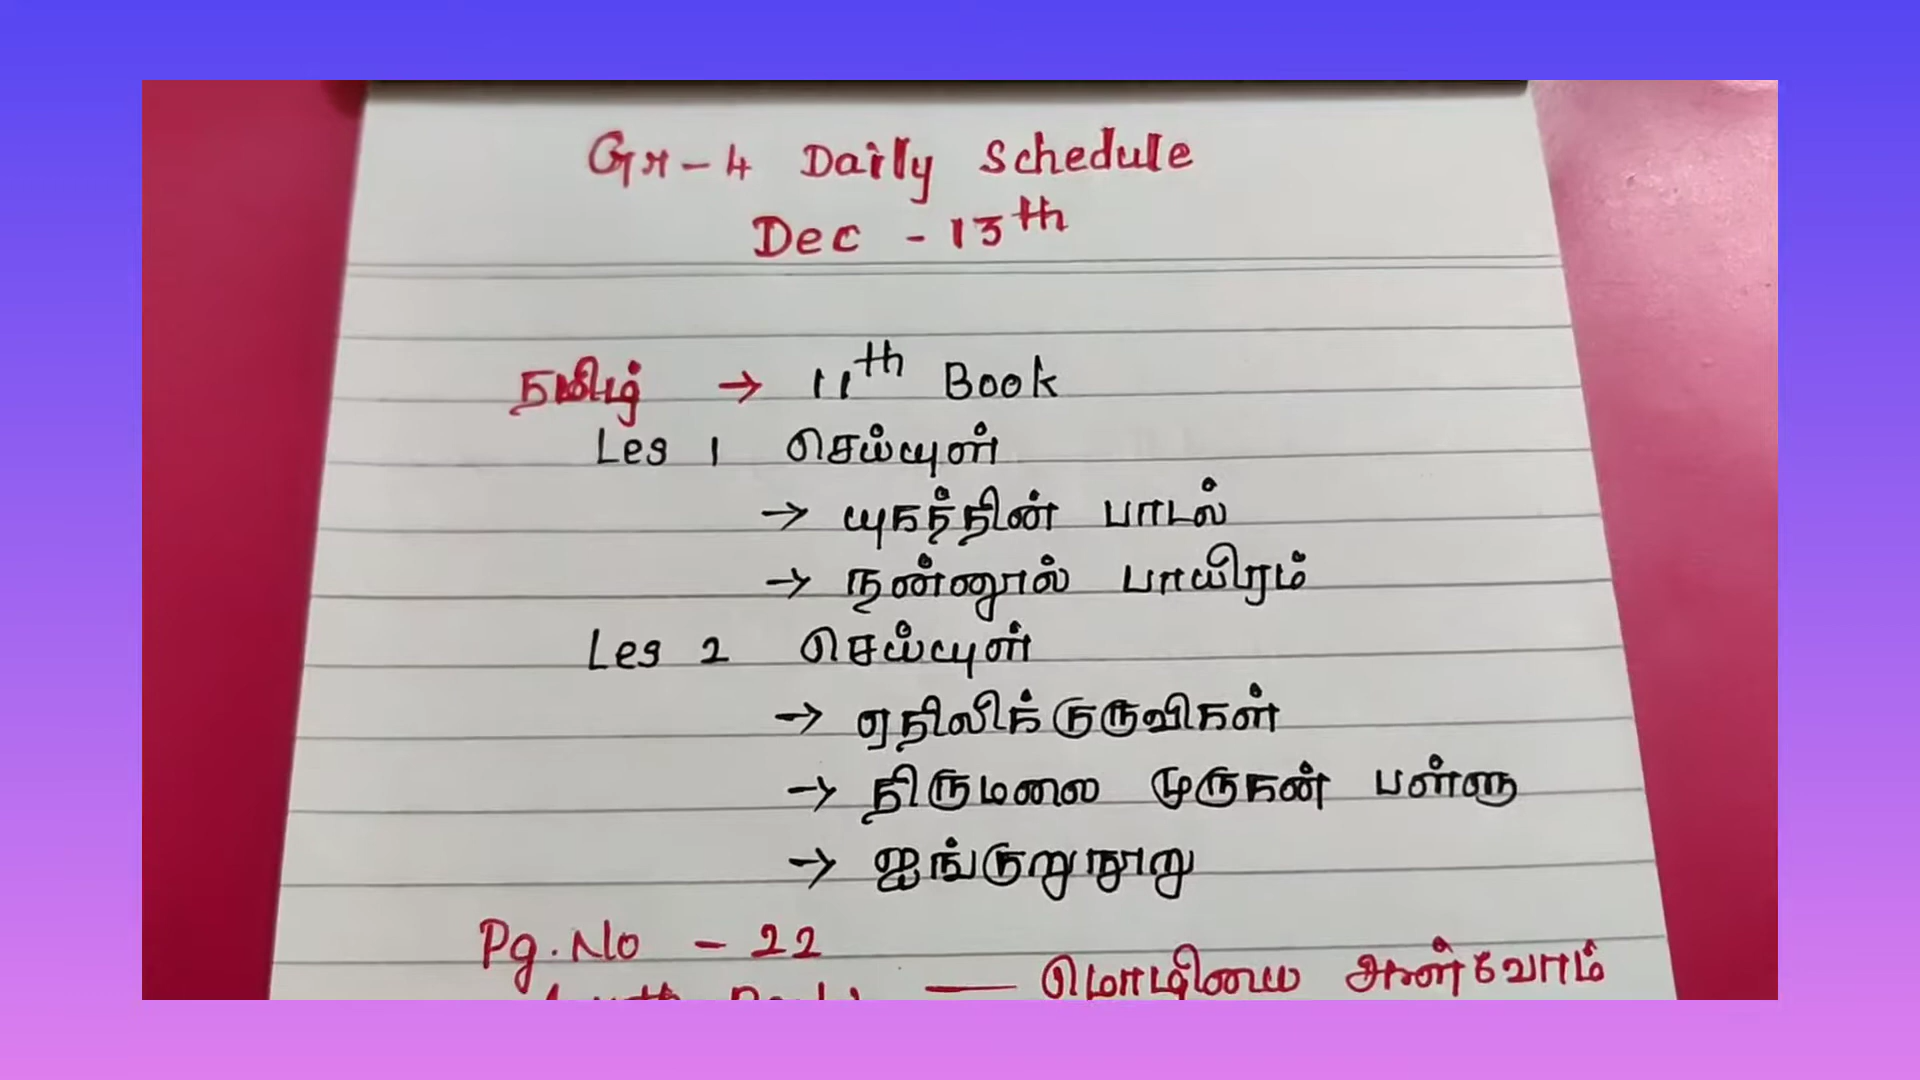 Gr - 4 Daily Schedule
Dec - 13th
தமிழ் → 11th Book
Les 1 செய்யுள்
→ யுகத்தின் பாடல்
→ நன்னூல் பாயிரம்
Les 2 செய்யுள்
→ ஏதிலிக்குருவிகள்
→ திருமலை முருகன் பள்ளு
→ ஐங்குறுநூறு
Pg.No - 22
— மொழியை ஆள்வோம்